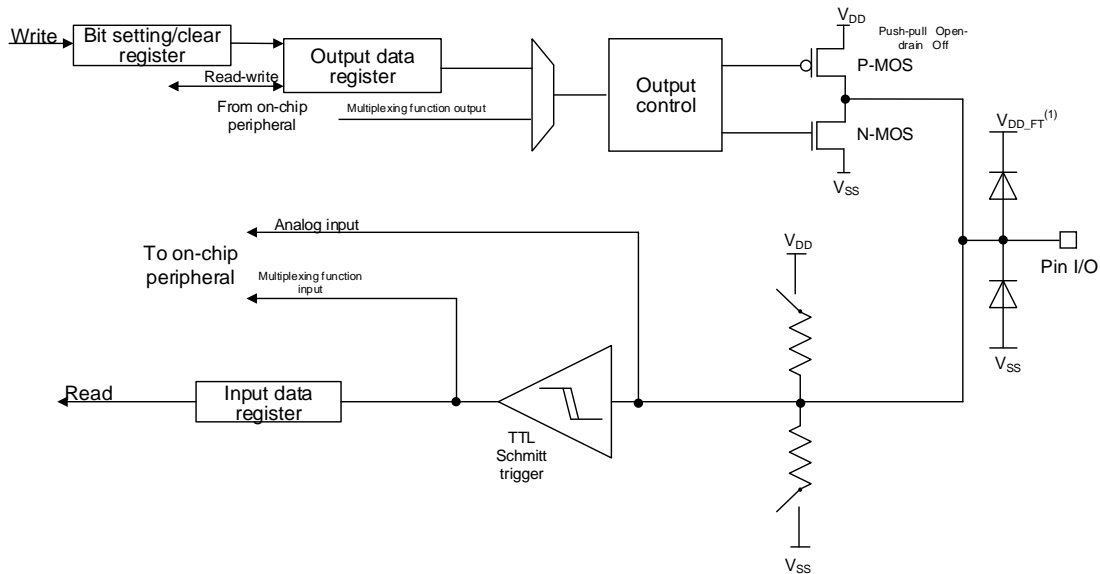 Write
Bit setting/clear
register
Output data
register
Read-write
From on-chip
peripheral
Multiplexing function output
Output
control
VDD
Push-pull Open-
drain Off
P-MOS
N-MOS
VSS
VDD_FT(1)
Pin I/O
VSS
Analog input
To on-chip
peripheral
Multiplexing function
input
VDD
Read
Input data
register
TTL
Schmitt
trigger
VSS